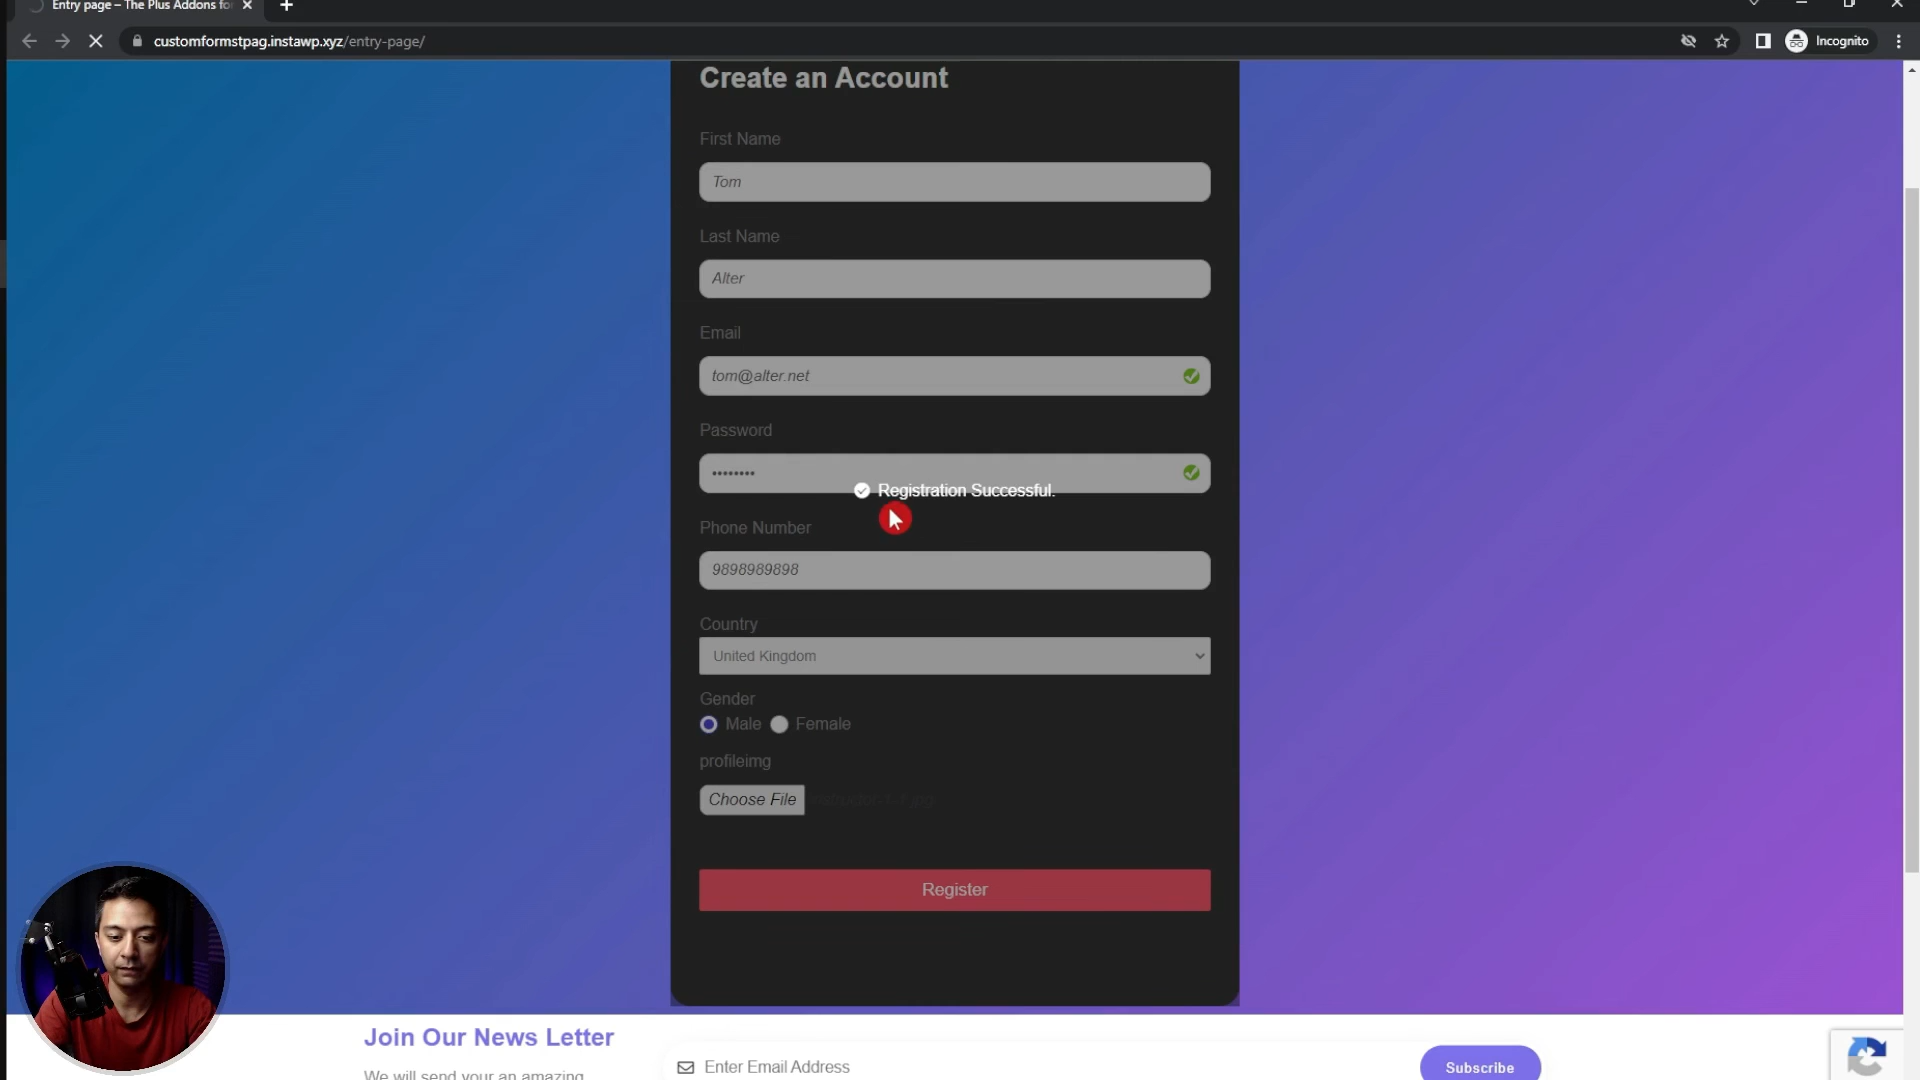 Entry page – The Plus Addons fo
customformstpag.instawp.xyz/entry-page/
Incognito
Create an Account
First Name
Tom
Last Name
Alter
Email
tom@alter.net
Password
••••••••
Registration Successful.
Phone Number
9898989898
Country
United Kingdom
Gender
Male Female
profileimg
Choose File
Register
Join Our News Letter
Enter Email Address
Subscribe
We will send your an amazing